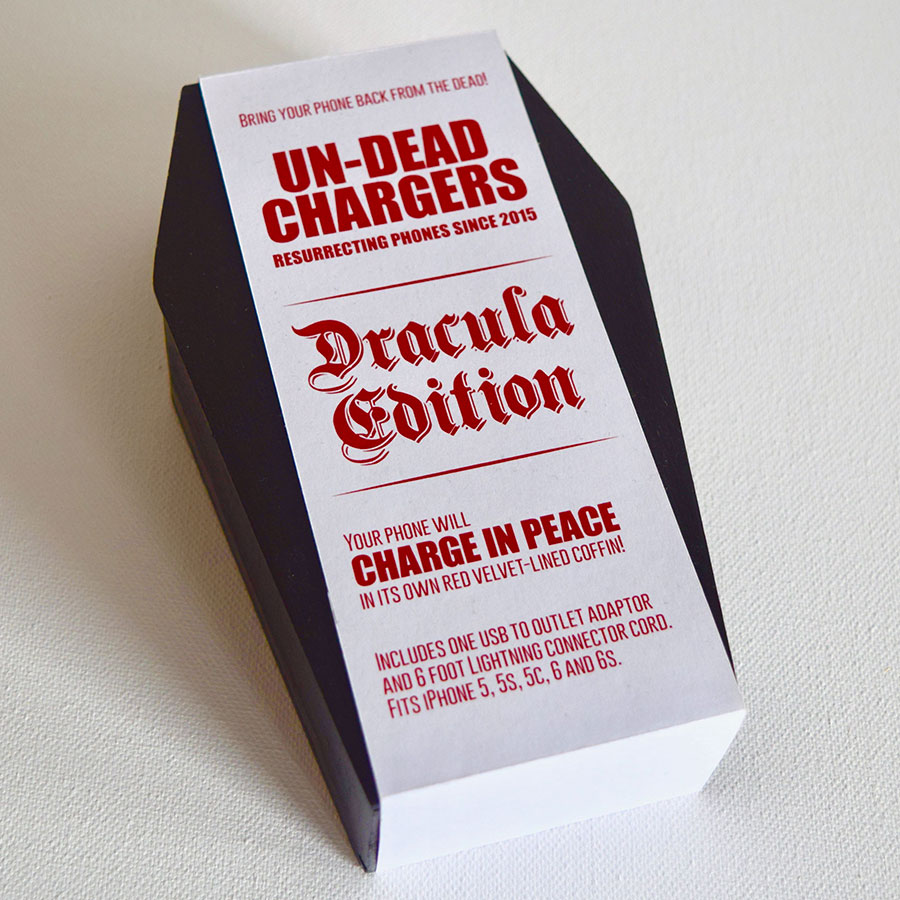 Bring your phone back from the dead!
UN-DEAD
CHARGERS
RESURRECTING PHONES SINCE 2015
Dracula
Edition
Your phone will
CHARGE IN PEACE
in its own red velvet-lined coffin!
Includes one USB to outlet adaptor
and 6 foot Lightning connector cord.
Fits iPhone 5, 5s, 5c, 6 and 6s.